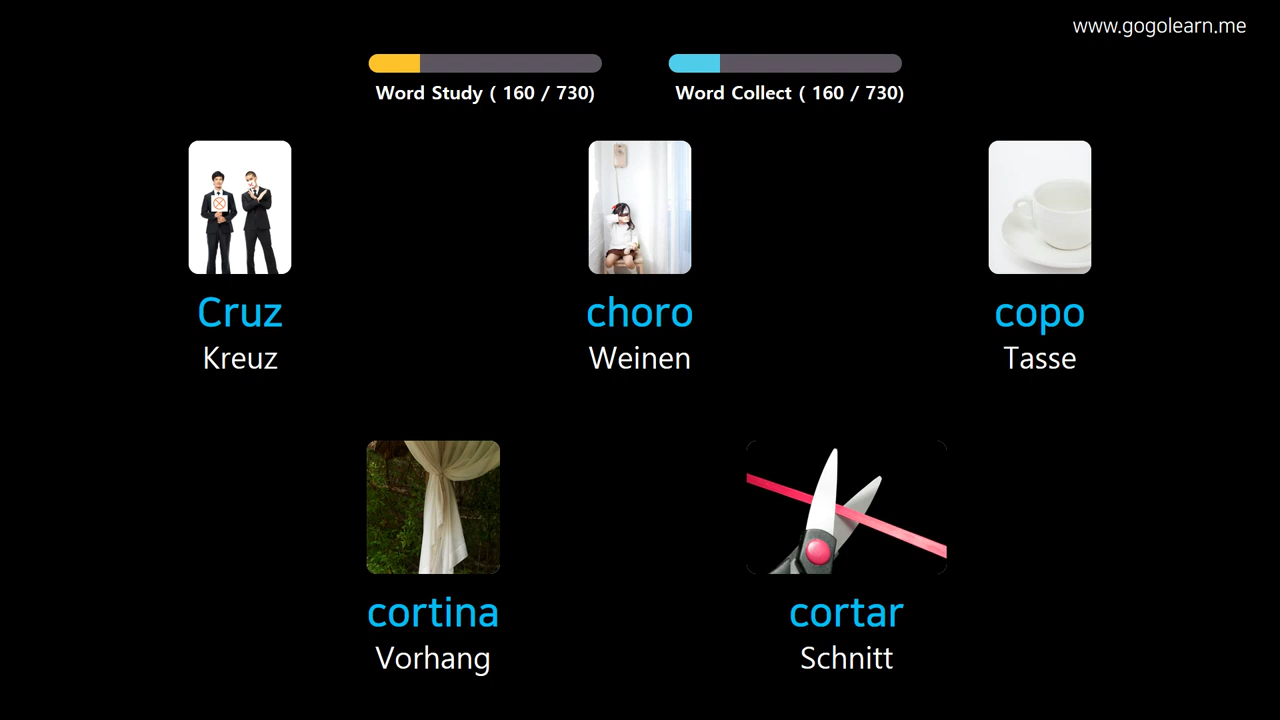 www.gogolearn.me
Word Study ( 160 / 730)
Word Collect ( 160 / 730)
Cruz
Kreuz
choro
Weinen
copo
Tasse
cortina
Vorhang
cortar
Schnitt